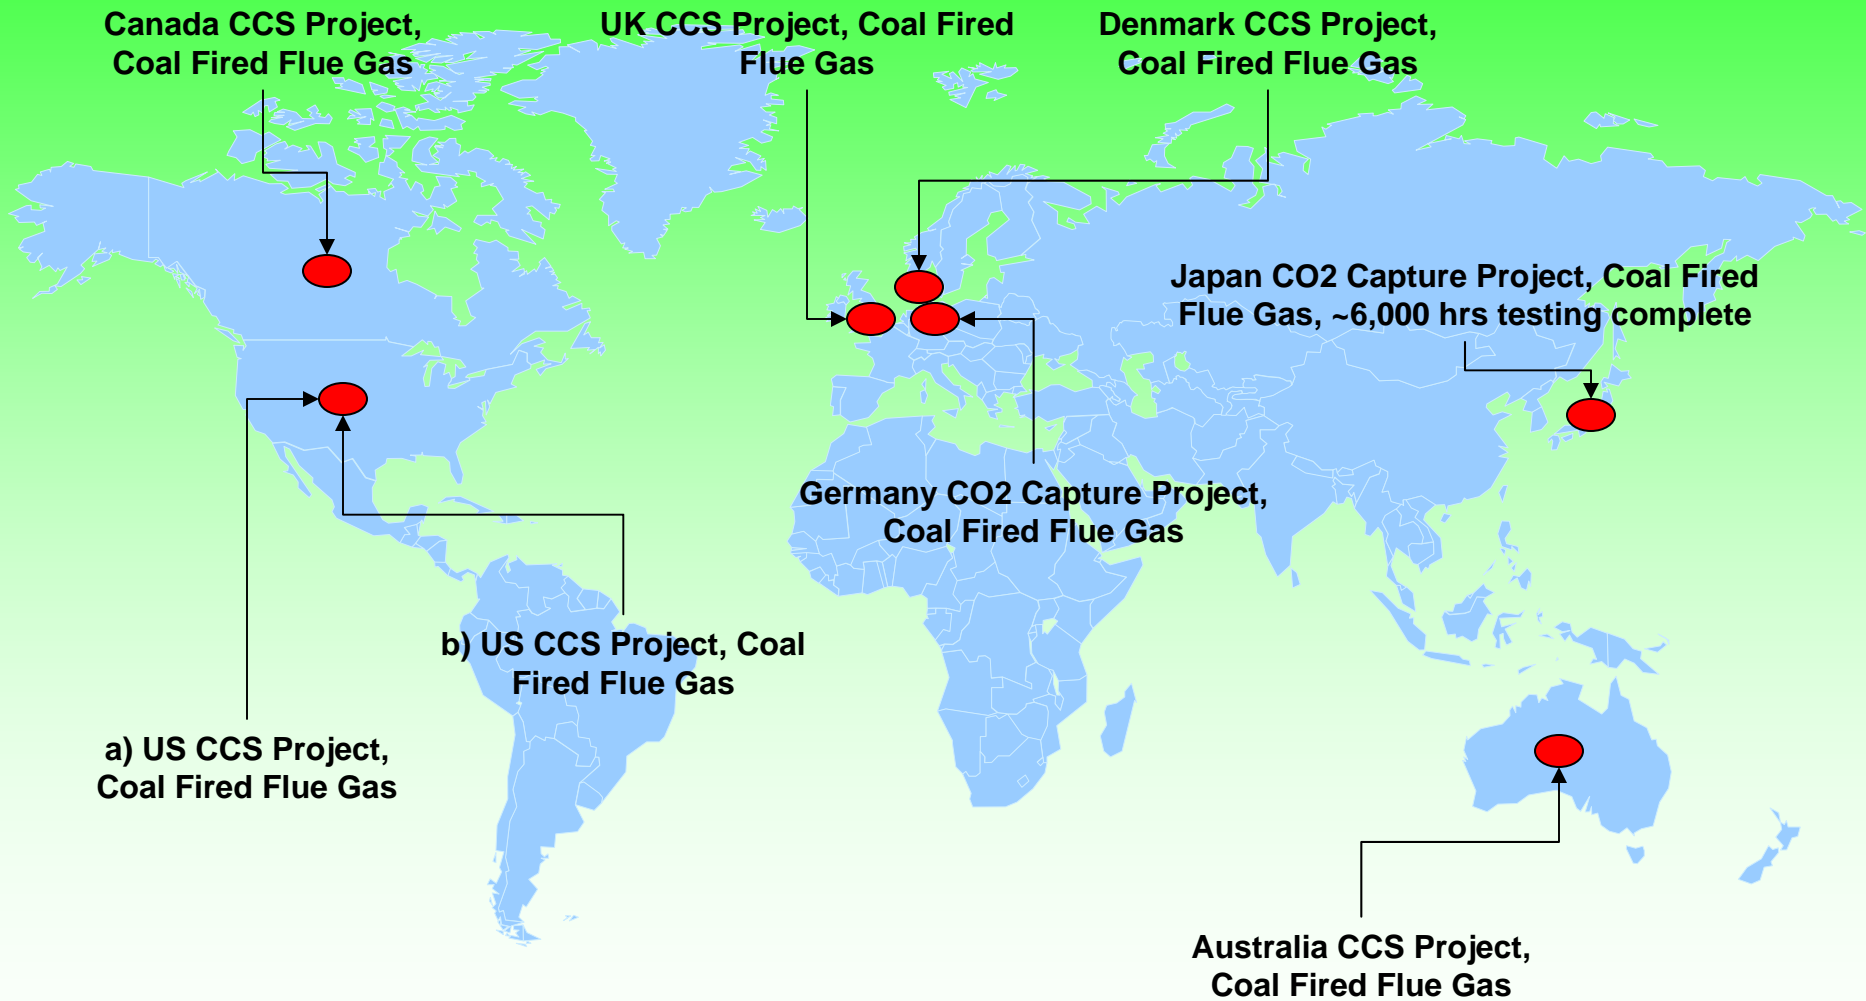 Canada CCS Project,
Coal Fired Flue Gas
UK CCS Project, Coal Fired
Flue Gas
Denmark CCS Project,
Coal Fired Flue Gas
Japan CO2 Capture Project, Coal Fired
Flue Gas, ~6,000 hrs testing complete
Germany CO2 Capture Project,
Coal Fired Flue Gas
b) US CCS Project, Coal
Fired Flue Gas
a) US CCS Project,
Coal Fired Flue Gas
Australia CCS Project,
Coal Fired Flue Gas